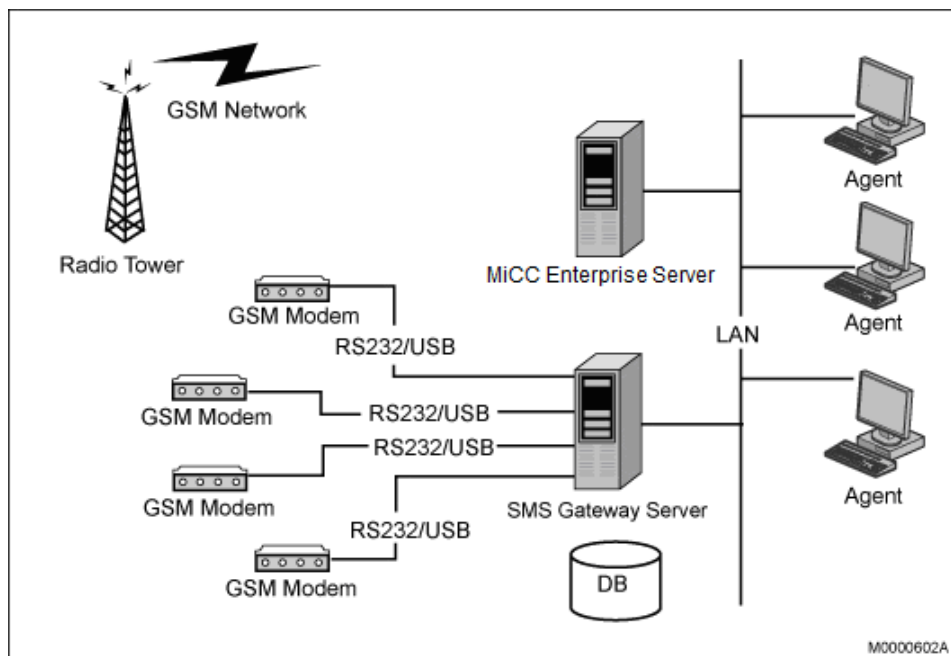 GSM Network
Radio Tower
MiCC Enterprise Server
Agent
Agent
Agent
LAN
GSM Modem
RS232/USB
GSM Modem
RS232/USB
GSM Modem
RS232/USB
GSM Modem
RS232/USB
SMS Gateway Server
DB
M0000602A